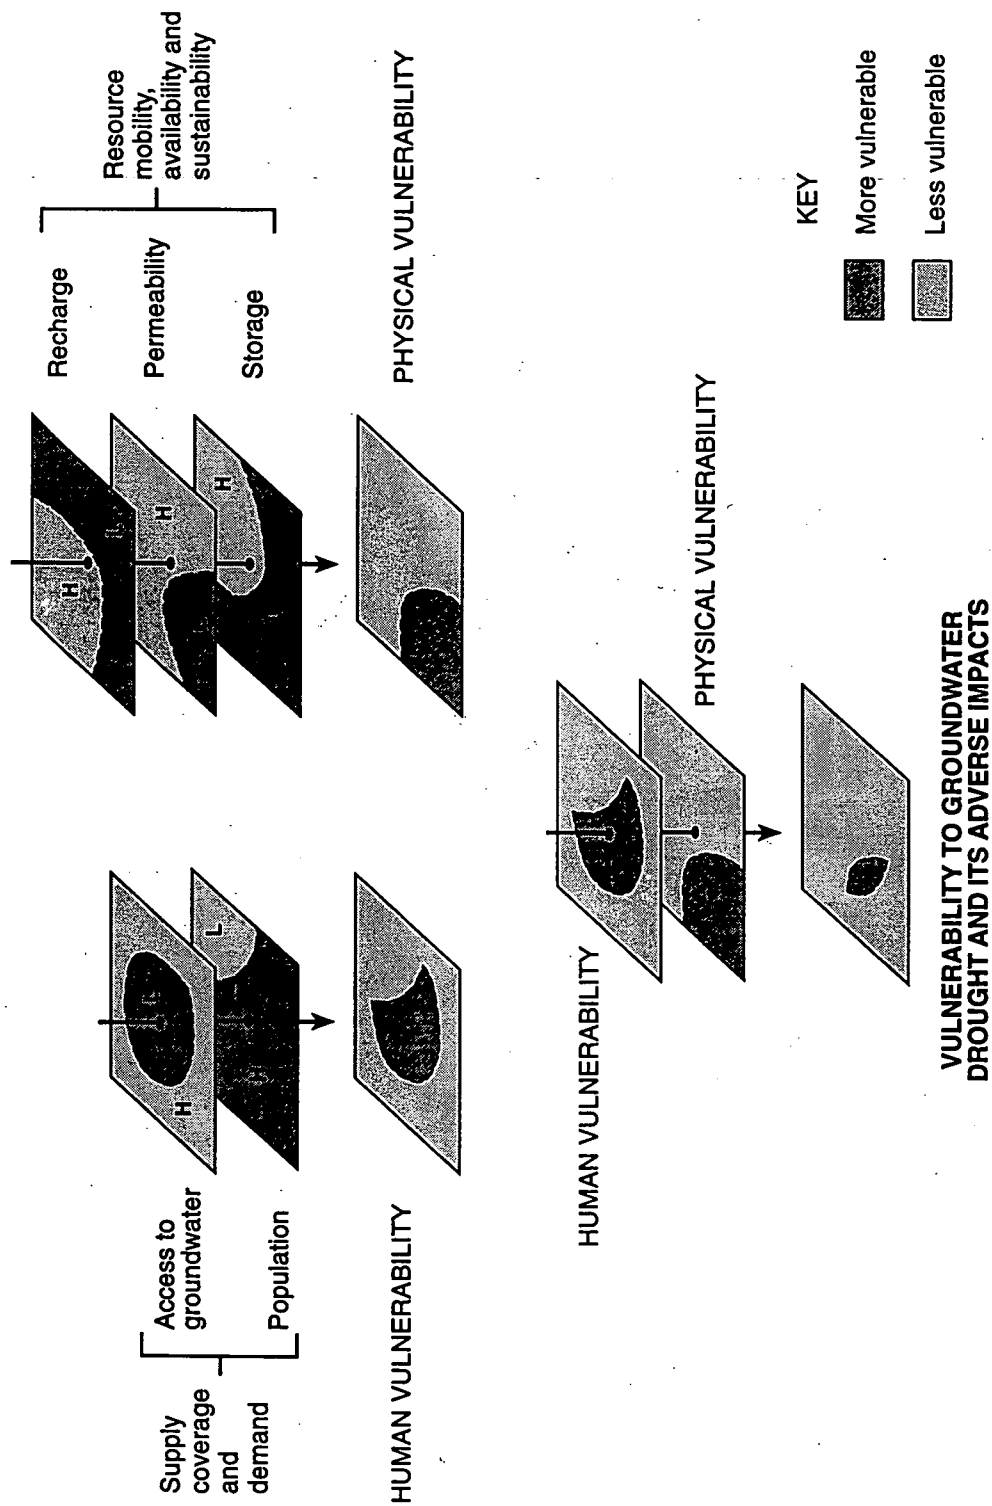 Supply
coverage
and
demand
Access to
groundwater
Population
H
L
HUMAN VULNERABILITY
Recharge
Permeability
Storage
Resource
mobility,
availability and
sustainability
H
H
H
PHYSICAL VULNERABILITY
HUMAN VULNERABILITY
PHYSICAL VULNERABILITY
VULNERABILITY TO GROUNDWATER
DROUGHT AND ITS ADVERSE IMPACTS
KEY
More vulnerable
Less vulnerable